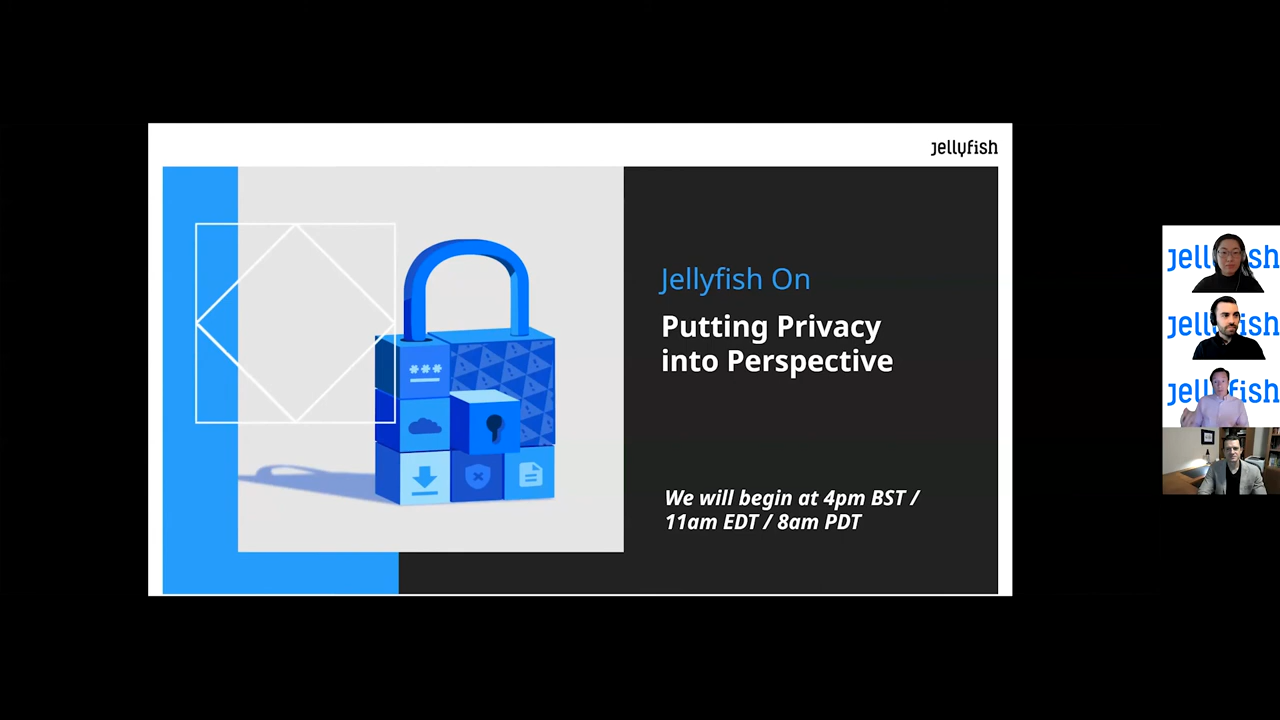 jellyfish
Jellyfish On
Putting Privacy
into Perspective
***
We will begin at 4pm BST /
11am EDT / 8am PDT
jellyfish
jellyfish
jellyfish